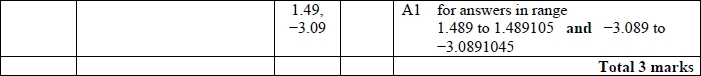 1.49, A1 for answers in range
−3.09 1.489 to 1.489105 and −3.089 to
−3.0891045
Total 3 marks